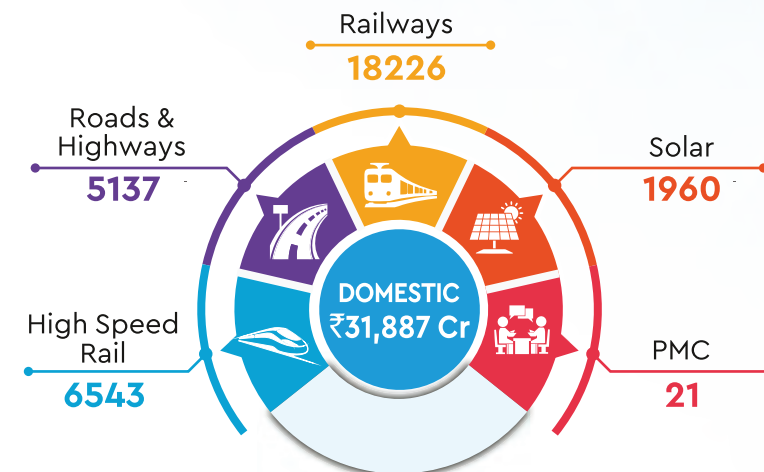 Railways
18226
Roads &
Highways
5137
Solar
1960
DOMESTIC
₹31,887 Cr
High Speed
Rail
6543
PMC
21